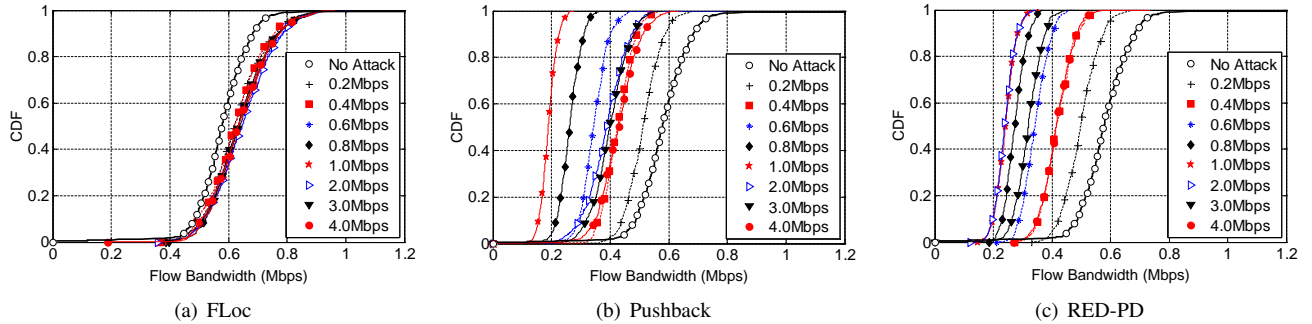 1
0.8
0.6
0.4
0.2
0
CDF
0 0.2 0.4 0.6 0.8 1 1.2
Flow Bandwidth (Mbps)
No Attack
0.2Mbps
0.4Mbps
0.6Mbps
0.8Mbps
1.0Mbps
2.0Mbps
3.0Mbps
4.0Mbps
(a) FLoc
1
0.8
0.6
0.4
0.2
0
CDF
0 0.2 0.4 0.6 0.8 1 1.2
Flow Bandwidth (Mbps)
No Attack
0.2Mbps
0.4Mbps
0.6Mbps
0.8Mbps
1.0Mbps
2.0Mbps
3.0Mbps
4.0Mbps
(b) Pushback
1
0.8
0.6
0.4
0.2
0
CDF
0 0.2 0.4 0.6 0.8 1 1.2
Flow Bandwidth (Mbps)
No Attack
0.2Mbps
0.4Mbps
0.6Mbps
0.8Mbps
1.0Mbps
2.0Mbps
3.0Mbps
4.0Mbps
(c) RED-PD